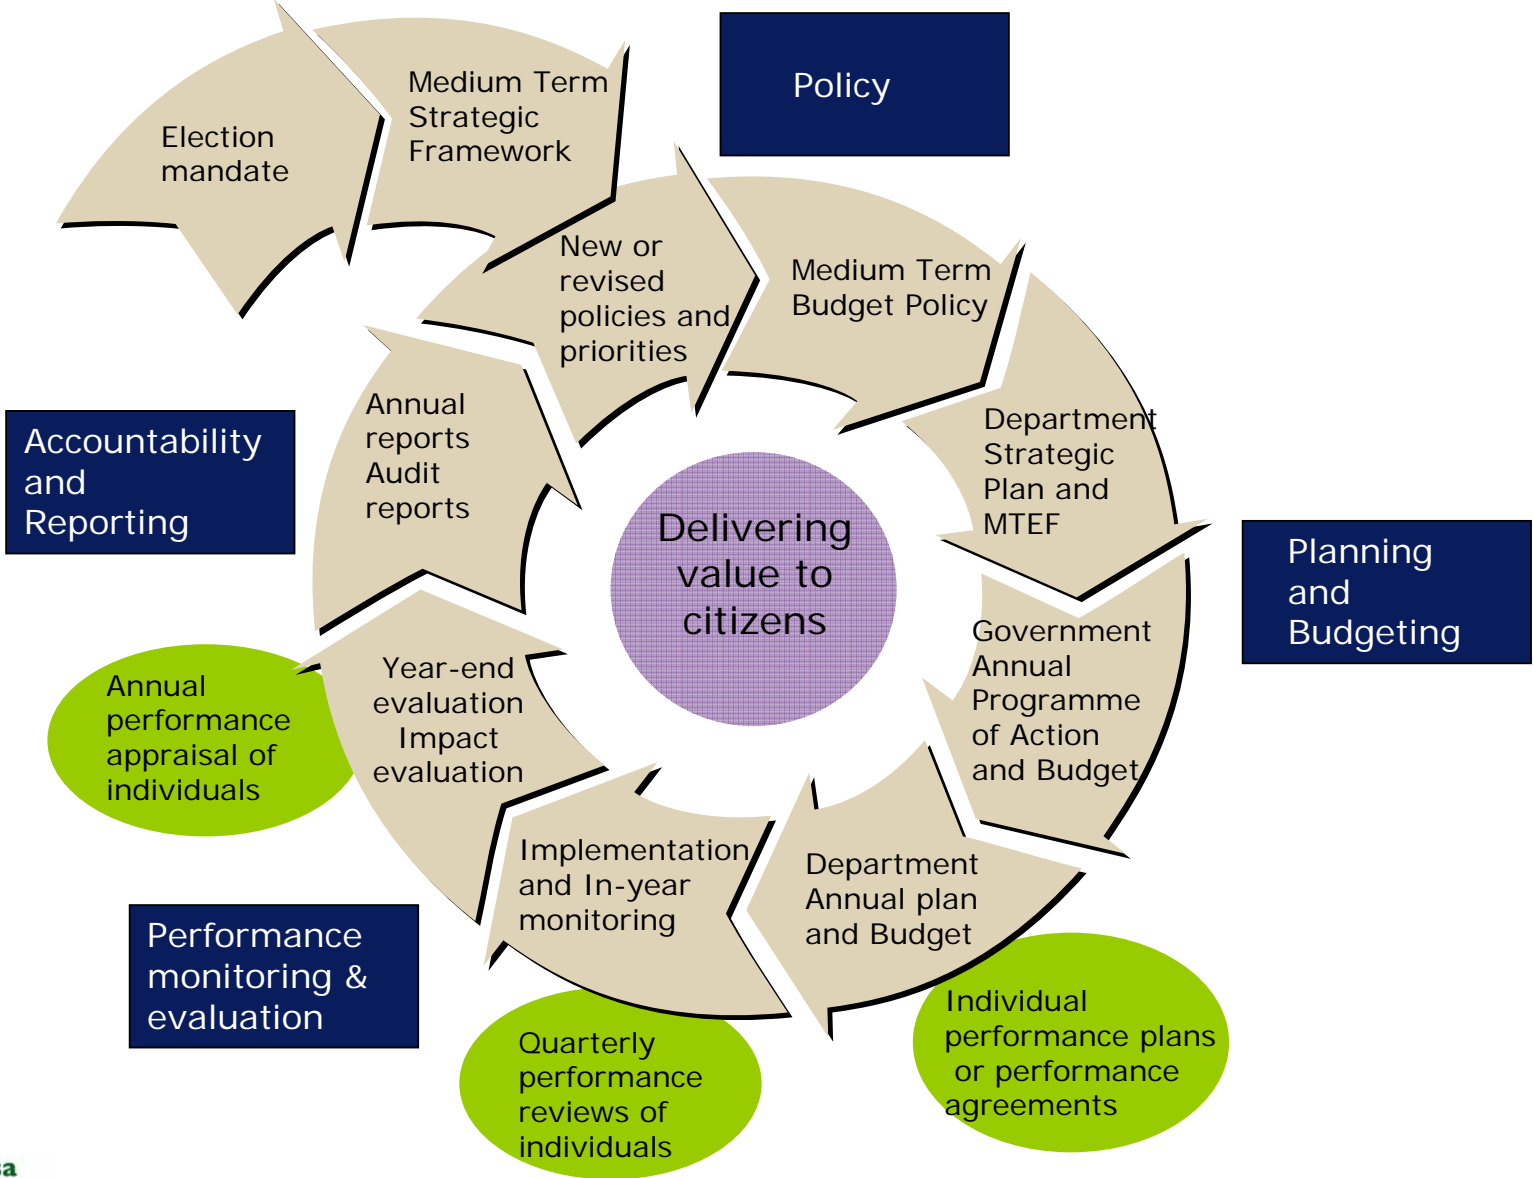 Election
mandate
Medium Term
Strategic
Framework
Policy
New or
revised
policies and
priorities
Medium Term
Budget Policy
Department
Strategic
Plan and
MTEF
Planning
and
Budgeting
Government
Annual
Programme
of Action
and Budget
Department
Annual plan
and Budget
Individual
performance plans
or performance
agreements
Implementation
and In-year
monitoring
Quarterly
performance
reviews of
individuals
Performance
monitoring &
evaluation
Year-end
evaluation
Impact
evaluation
Annual
performance
appraisal of
individuals
Annual
reports
Audit
reports
Accountability
and
Reporting
Delivering
value to
citizens